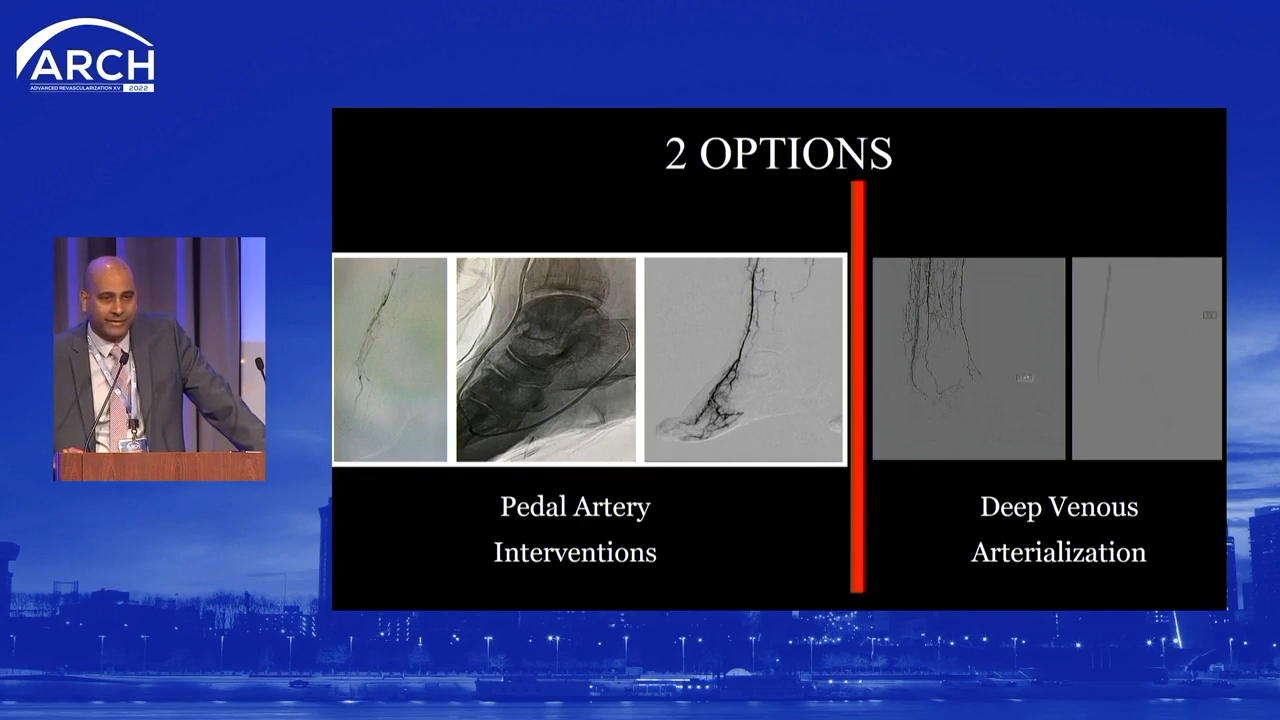 ARCH
ADVANCED REVASCULARIZATION XV 2022
2 OPTIONS
Pedal Artery
Interventions
Deep Venous
Arterialization